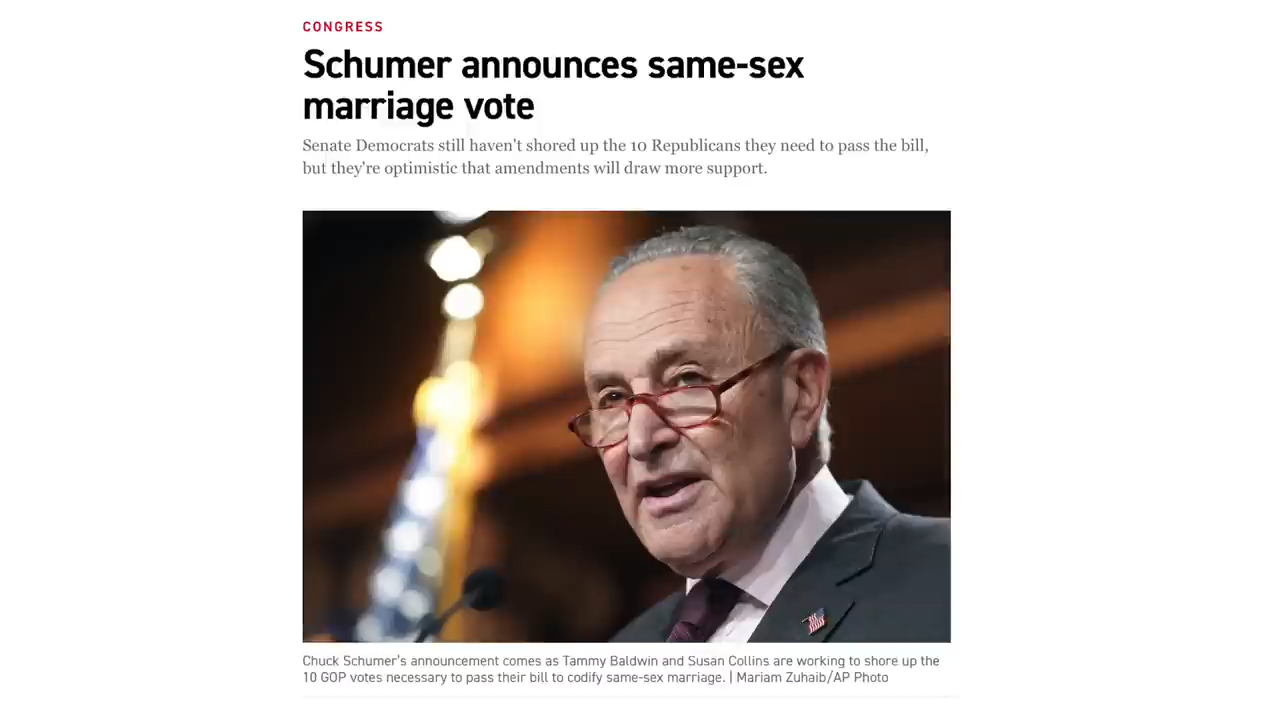 CONGRESS
Schumer announces same-sex
marriage vote
Senate Democrats still haven't shored up the 10 Republicans they need to pass the bill,
but they're optimistic that amendments will draw more support.
Chuck Schumer's announcement comes as Tammy Baldwin and Susan Collins are working to shore up the
10 GOP votes necessary to pass their bill to codify same-sex marriage. | Mariam Zuhaib/AP Photo